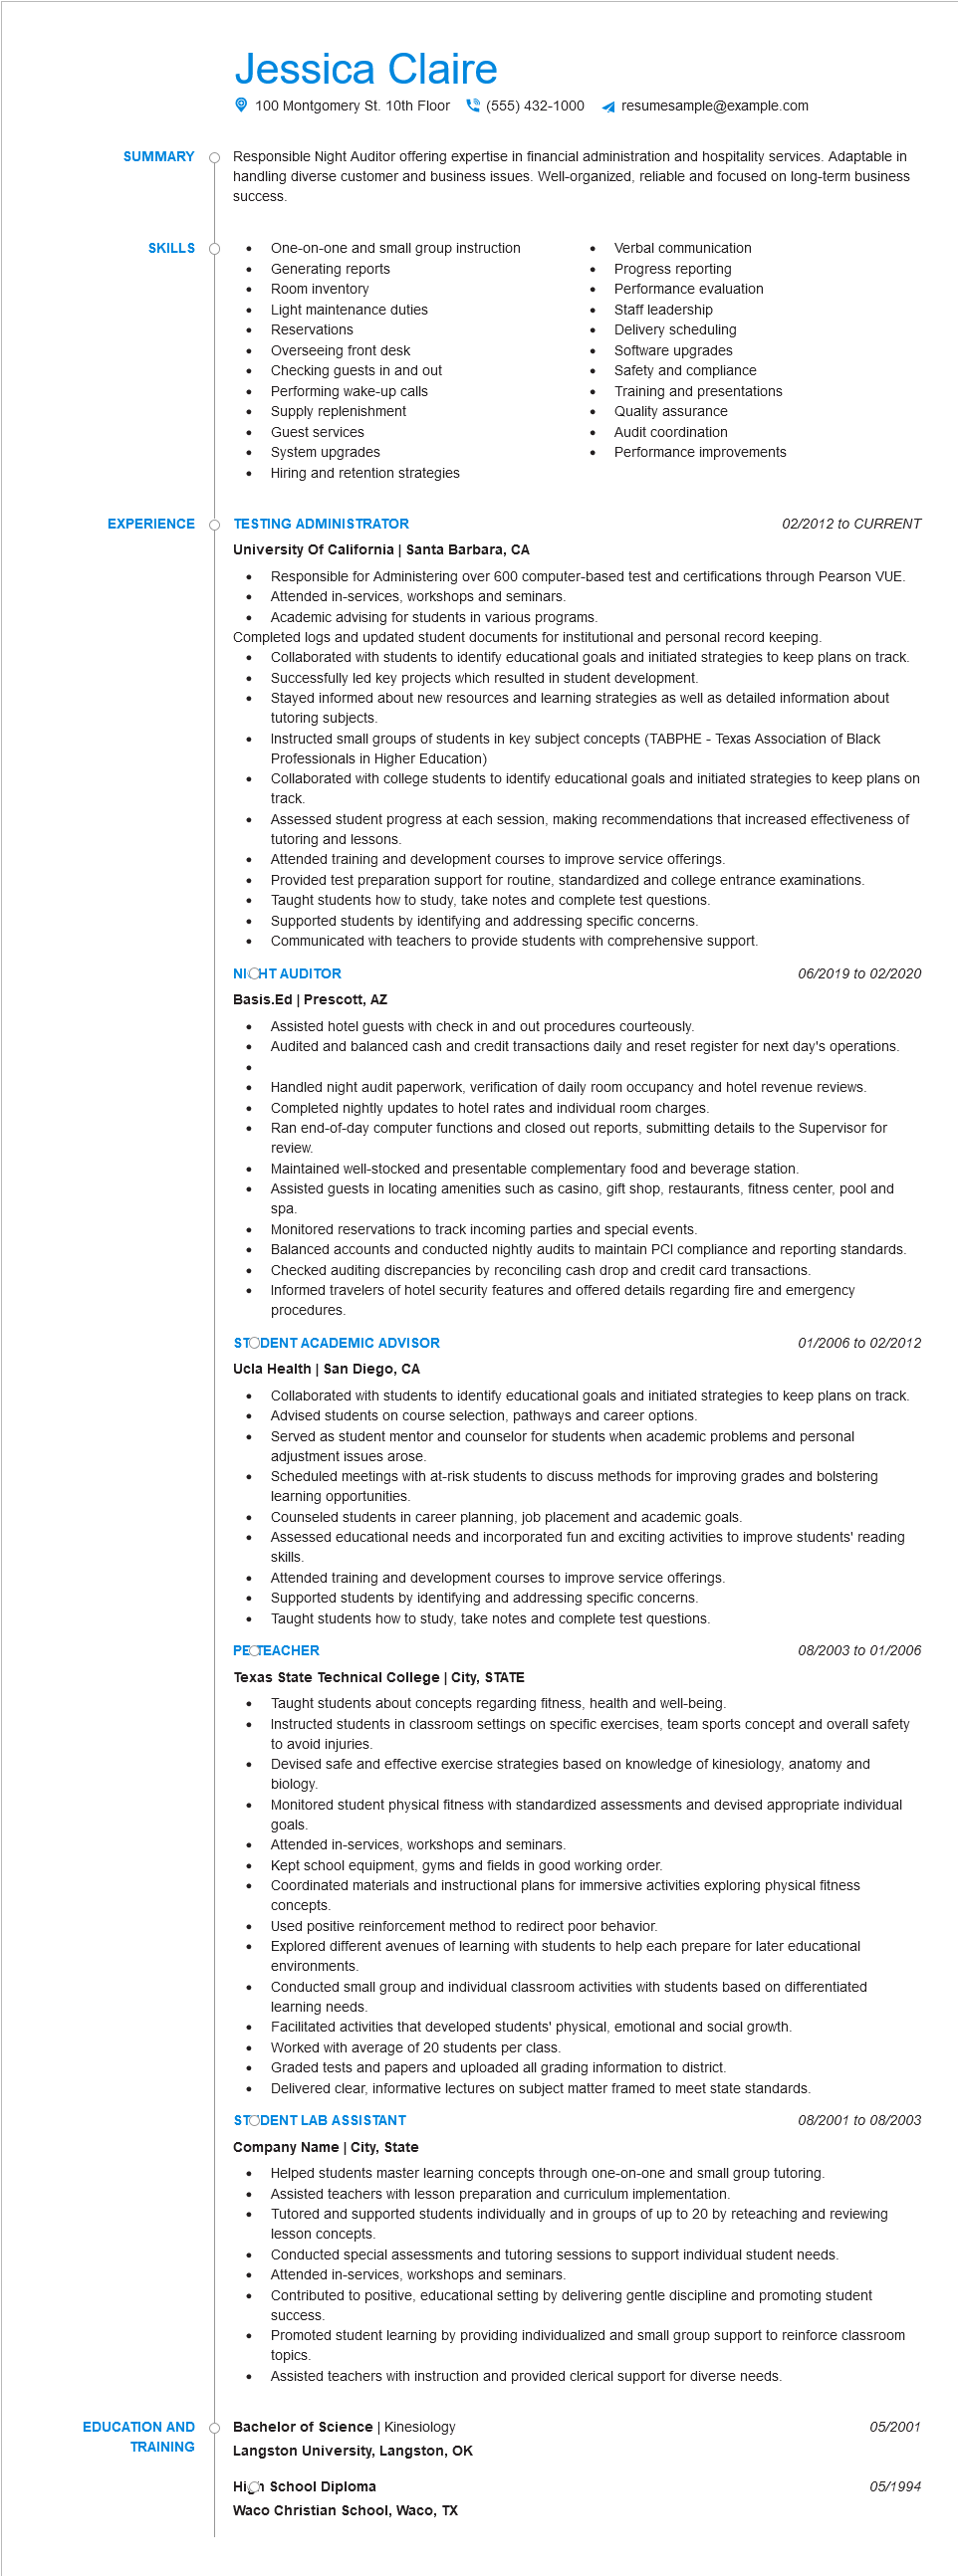 Jessica Claire
100 Montgomery St. 10th Floor (555) 432-1000 resumesample@example.com
SUMMARY
Responsible Night Auditor offering expertise in financial administration and hospitality services. Adaptable in
handling diverse customer and business issues. Well-organized, reliable and focused on long-term business
success.
SKILLS
• One-on-one and small group instruction
• Generating reports
• Room inventory
• Light maintenance duties
• Reservations
• Overseeing front desk
• Checking guests in and out
• Performing wake-up calls
• Supply replenishment
• Guest services
• System upgrades
• Hiring and retention strategies
• Verbal communication
• Progress reporting
• Performance evaluation
• Staff leadership
• Delivery scheduling
• Software upgrades
• Safety and compliance
• Training and presentations
• Quality assurance
• Audit coordination
• Performance improvements
EXPERIENCE
TESTING ADMINISTRATOR 02/2012 to CURRENT
University Of California | Santa Barbara, CA
• Responsible for Administering over 600 computer-based test and certifications through Pearson VUE.
• Attended in-services, workshops and seminars.
• Academic advising for students in various programs.
Completed logs and updated student documents for institutional and personal record keeping.
• Collaborated with students to identify educational goals and initiated strategies to keep plans on track.
• Successfully led key projects which resulted in student development.
• Stayed informed about new resources and learning strategies as well as detailed information about
tutoring subjects.
• Instructed small groups of students in key subject concepts (TABPHE - Texas Association of Black
Professionals in Higher Education)
• Collaborated with college students to identify educational goals and initiated strategies to keep plans on
track.
• Assessed student progress at each session, making recommendations that increased effectiveness of
tutoring and lessons.
• Attended training and development courses to improve service offerings.
• Provided test preparation support for routine, standardized and college entrance examinations.
• Taught students how to study, take notes and complete test questions.
• Supported students by identifying and addressing specific concerns.
• Communicated with teachers to provide students with comprehensive support.
NIGHT AUDITOR 06/2019 to 02/2020
Basis.Ed | Prescott, AZ
• Assisted hotel guests with check in and out procedures courteously.
• Audited and balanced cash and credit transactions daily and reset register for next day's operations.
•
• Handled night audit paperwork, verification of daily room occupancy and hotel revenue reviews.
• Completed nightly updates to hotel rates and individual room charges.
• Ran end-of-day computer functions and closed out reports, submitting details to the Supervisor for
review.
• Maintained well-stocked and presentable complementary food and beverage station.
• Assisted guests in locating amenities such as casino, gift shop, restaurants, fitness center, pool and
spa.
• Monitored reservations to track incoming parties and special events.
• Balanced accounts and conducted nightly audits to maintain PCI compliance and reporting standards.
• Checked auditing discrepancies by reconciling cash drop and credit card transactions.
• Informed travelers of hotel security features and offered details regarding fire and emergency
procedures.
STUDENT ACADEMIC ADVISOR 01/2006 to 02/2012
Ucla Health | San Diego, CA
• Collaborated with students to identify educational goals and initiated strategies to keep plans on track.
• Advised students on course selection, pathways and career options.
• Served as student mentor and counselor for students when academic problems and personal
adjustment issues arose.
• Scheduled meetings with at-risk students to discuss methods for improving grades and bolstering
learning opportunities.
• Counseled students in career planning, job placement and academic goals.
• Assessed educational needs and incorporated fun and exciting activities to improve students' reading
skills.
• Attended training and development courses to improve service offerings.
• Supported students by identifying and addressing specific concerns.
• Taught students how to study, take notes and complete test questions.
PE TEACHER 08/2003 to 01/2006
Texas State Technical College | City, STATE
• Taught students about concepts regarding fitness, health and well-being.
• Instructed students in classroom settings on specific exercises, team sports concept and overall safety
to avoid injuries.
• Devised safe and effective exercise strategies based on knowledge of kinesiology, anatomy and
biology.
• Monitored student physical fitness with standardized assessments and devised appropriate individual
goals.
• Attended in-services, workshops and seminars.
• Kept school equipment, gyms and fields in good working order.
• Coordinated materials and instructional plans for immersive activities exploring physical fitness
concepts.
• Used positive reinforcement method to redirect poor behavior.
• Explored different avenues of learning with students to help each prepare for later educational
environments.
• Conducted small group and individual classroom activities with students based on differentiated
learning needs.
• Facilitated activities that developed students' physical, emotional and social growth.
• Worked with average of 20 students per class.
• Graded tests and papers and uploaded all grading information to district.
• Delivered clear, informative lectures on subject matter framed to meet state standards.
STUDENT LAB ASSISTANT 08/2001 to 08/2003
Company Name | City, State
• Helped students master learning concepts through one-on-one and small group tutoring.
• Assisted teachers with lesson preparation and curriculum implementation.
• Tutored and supported students individually and in groups of up to 20 by reteaching and reviewing
lesson concepts.
• Conducted special assessments and tutoring sessions to support individual student needs.
• Attended in-services, workshops and seminars.
• Contributed to positive, educational setting by delivering gentle discipline and promoting student
success.
• Promoted student learning by providing individualized and small group support to reinforce classroom
topics.
• Assisted teachers with instruction and provided clerical support for diverse needs.
EDUCATION AND
TRAINING
Bachelor of Science | Kinesiology 05/2001
Langston University, Langston, OK
High School Diploma 05/1994
Waco Christian School, Waco, TX